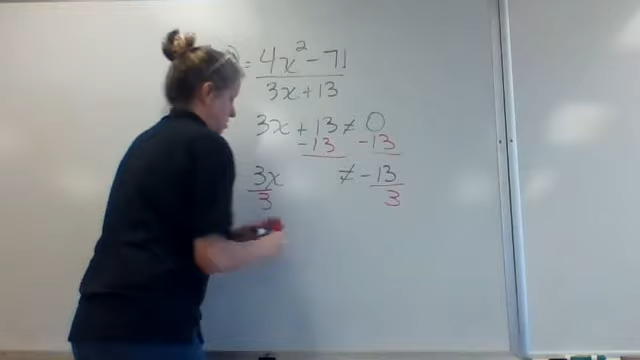 ) = 4x² - 71
3x + 13
3x + 13 ≠ 0
-13 -13
3x ≠ -13
3 3